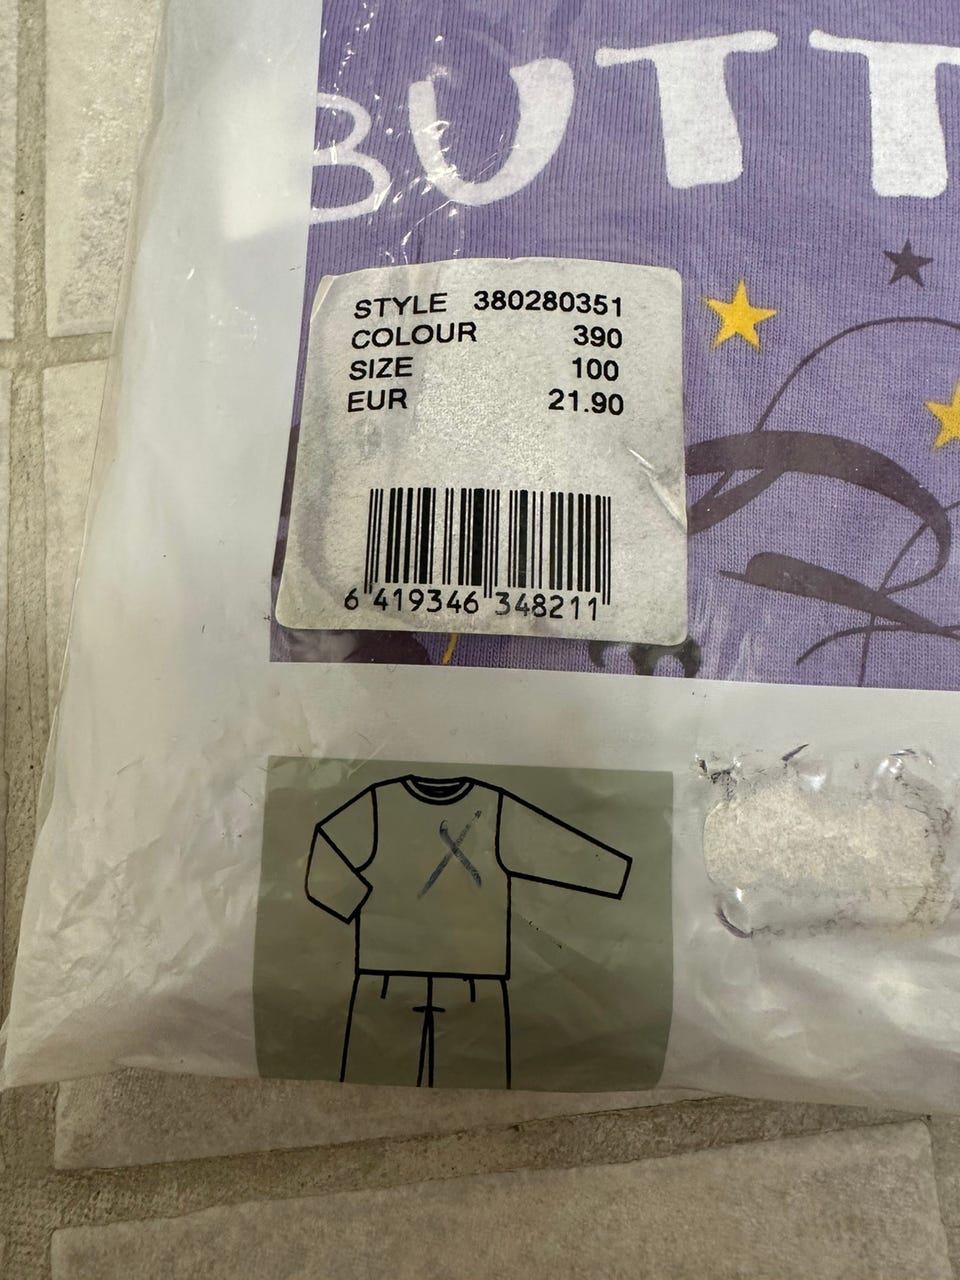 BUTT
STYLE 380280351
COLOUR 390
SIZE 100
EUR 21.90
6 419346 348211